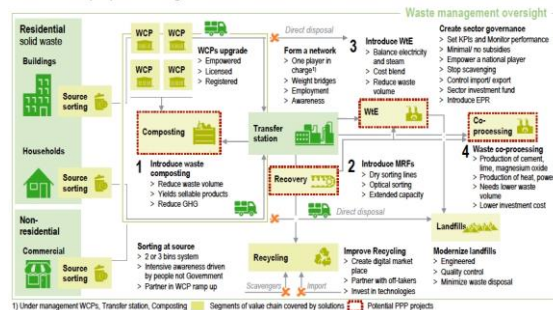 Waste management oversight
Residential
solid waste
Buildings
Source
sorting
Households
Source
sorting
Non-
residential
Commercial
Source
sorting
WCP
WCP
WCP
WCP
WCPs upgrade
> Empowered
> Licensed
> Registered
Composting
1 Introduce waste
composting
> Reduce waste volume
> Yields sellable products
> Reduce GHG
Sorting at source
> 2 or 3 bins system
> Intensive awareness driven
by people not Government
> Partner in WCP ramp up
Direct disposal
Form a network
> One player in
charge1)
> Weight bridges
> Employment
> Awareness
Transfer
station
Recovery
Direct disposal
Recycling
Scavengers
Import
3 Introduce WtE
> Balance electricity
and steam
> Cost blend
> Reduce waste
volume
WtE
2 Introduce MRFs
> Dry sorting lines
> Optical sorting
> Extended capacity
Improve Recycling
> Create digital market
place
> Partner with off-takers
> Invest in technologies
Create sector governance
> Set KPIs and Monitor performance
> Minimal/ no subsidies
> Empower a national player
> Stop scavenging
> Control import/ export
> Sector investment fund
> Introduce EPR
Co-
processing
4 Waste co-processing
> Production of cement,
lime, magnesium oxide
> Production of heat, power
> Needs lower waste
volume
> Lower investment cost
Landfills
Modernize landfills
> Engineered
> Quality control
> Minimize waste disposal
1) Under management WCPs, Transfer station, Composting
Segments of value chain covered by solutions
Potential PPP projects